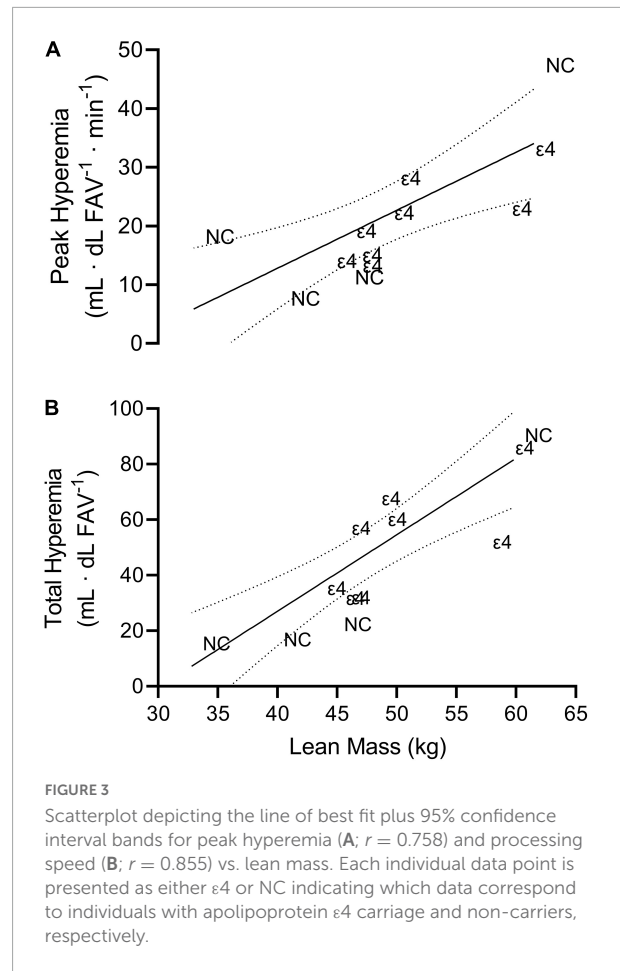 A
Peak Hyperemia
(mL · dL FAV⁻¹ · min⁻¹)
50
40
30
20
10
0
NC
ε4
ε4
NC
ε4
ε4
ε4
ε4
ε4
ε4
NC
NC
B
Total Hyperemia
(mL · dL FAV⁻¹)
100
80
60
40
20
0
NC
ε4
ε4
ε4
ε4
ε4
ε4
ε4
ε4
NC
NC
NC
30 35 40 45 50 55 60 65
Lean Mass (kg)
FIGURE 3
Scatterplot depicting the line of best fit plus 95% confidence
interval bands for peak hyperemia (A; r = 0.758) and processing
speed (B; r = 0.855) vs. lean mass. Each individual data point is
presented as either ε4 or NC indicating which data correspond
to individuals with apolipoprotein ε4 carriage and non-carriers,
respectively.